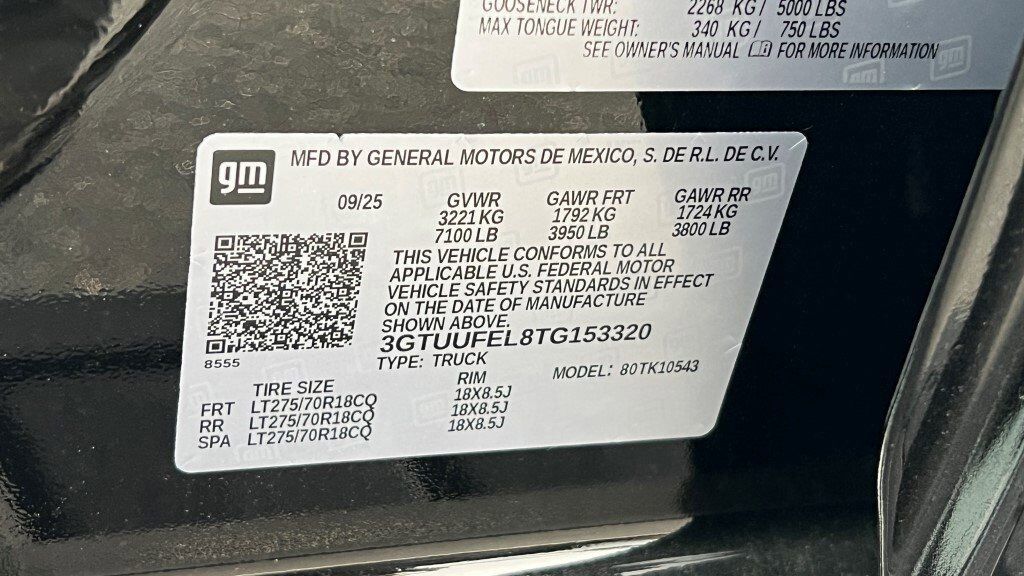 GOOSENECK TWR: 2268 KG / 5000 LBS
MAX TONGUE WEIGHT: 340 KG / 750 LBS
SEE OWNER'S MANUAL FOR MORE INFORMATION
gm
MFD BY GENERAL MOTORS DE MEXICO, S. DE R.L. DE C.V.
09/25 GVWR GAWR FRT GAWR RR
3221 KG 1792 KG 1724 KG
7100 LB 3950 LB 3800 LB
THIS VEHICLE CONFORMS TO ALL
APPLICABLE U.S. FEDERAL MOTOR
VEHICLE SAFETY STANDARDS IN EFFECT
ON THE DATE OF MANUFACTURE
SHOWN ABOVE.
3GTUUFEL8TG153320
8555 TYPE: TRUCK MODEL: 80TK10543
TIRE SIZE RIM
FRT LT275/70R18CQ 18X8.5J
RR LT275/70R18CQ 18X8.5J
SPA LT275/70R18CQ 18X8.5J